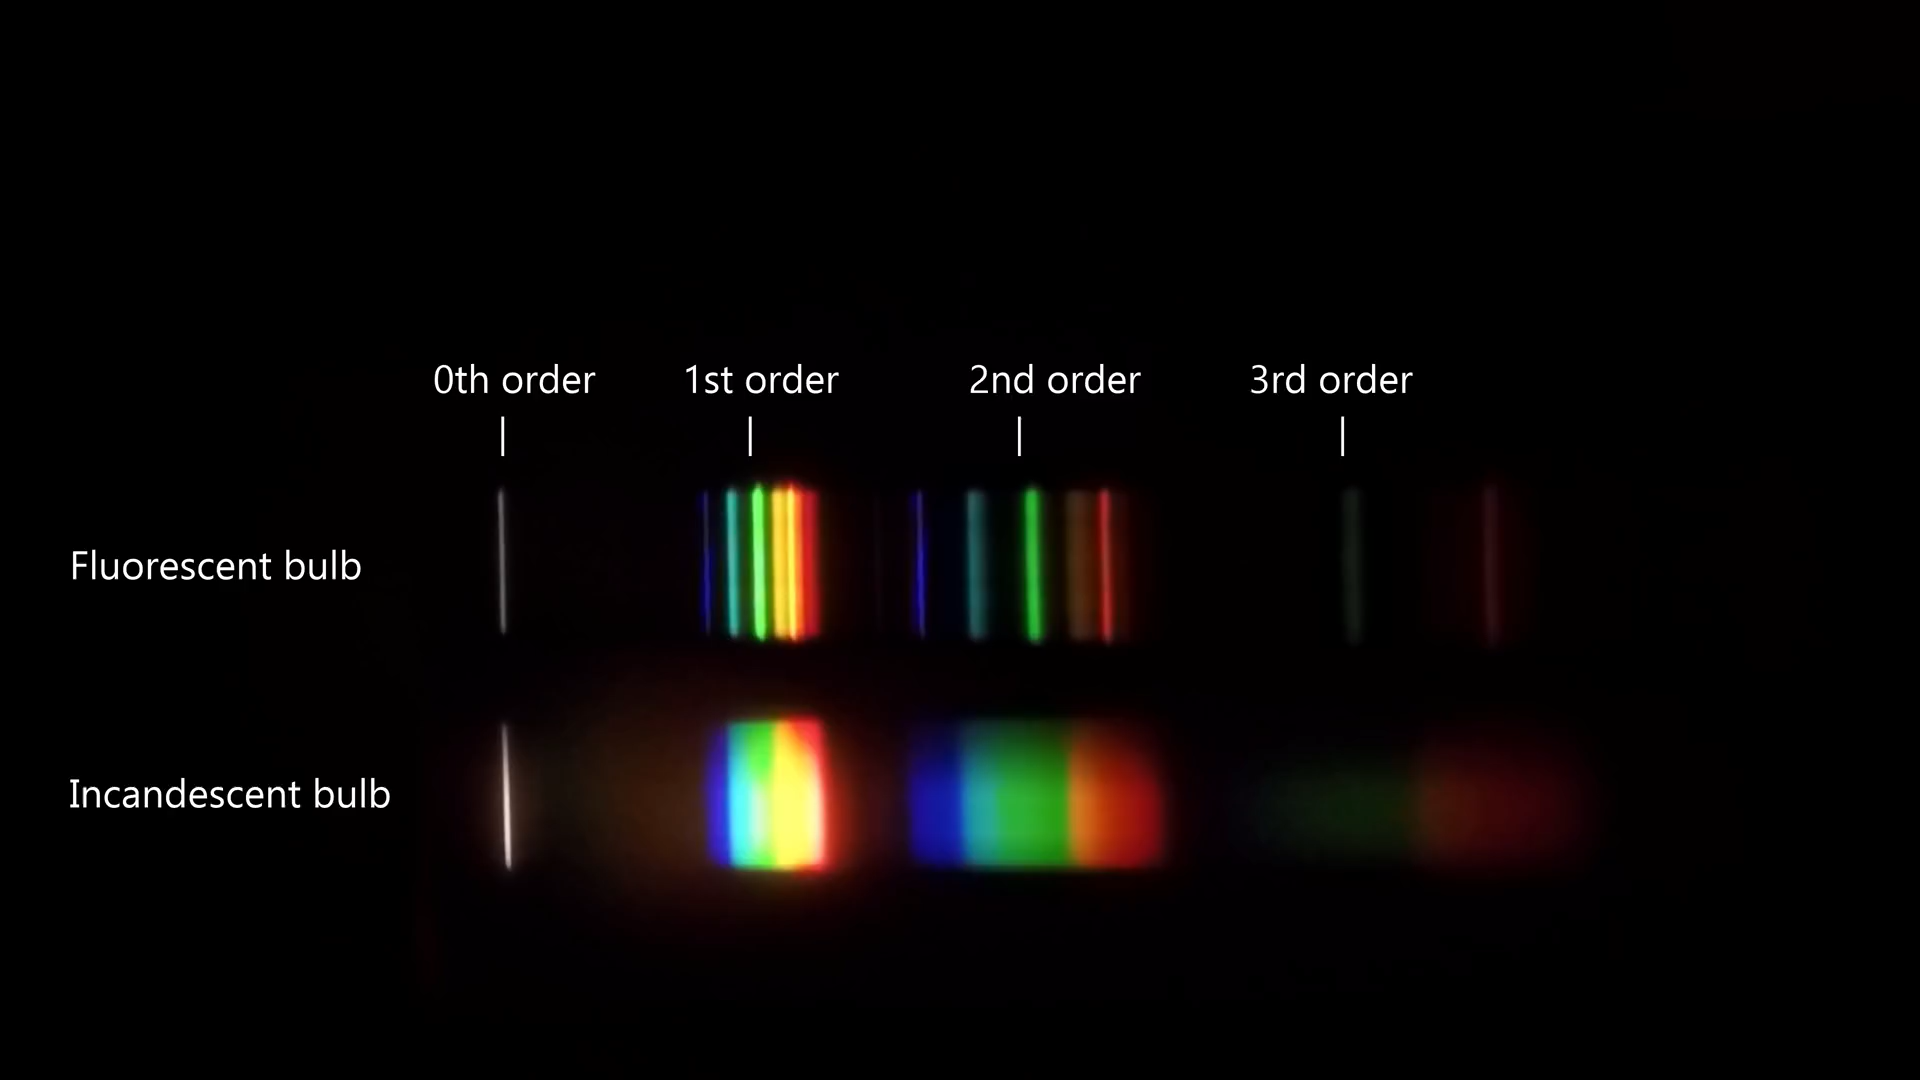 0th order
1st order
2nd order
3rd order
Fluorescent bulb
Incandescent bulb